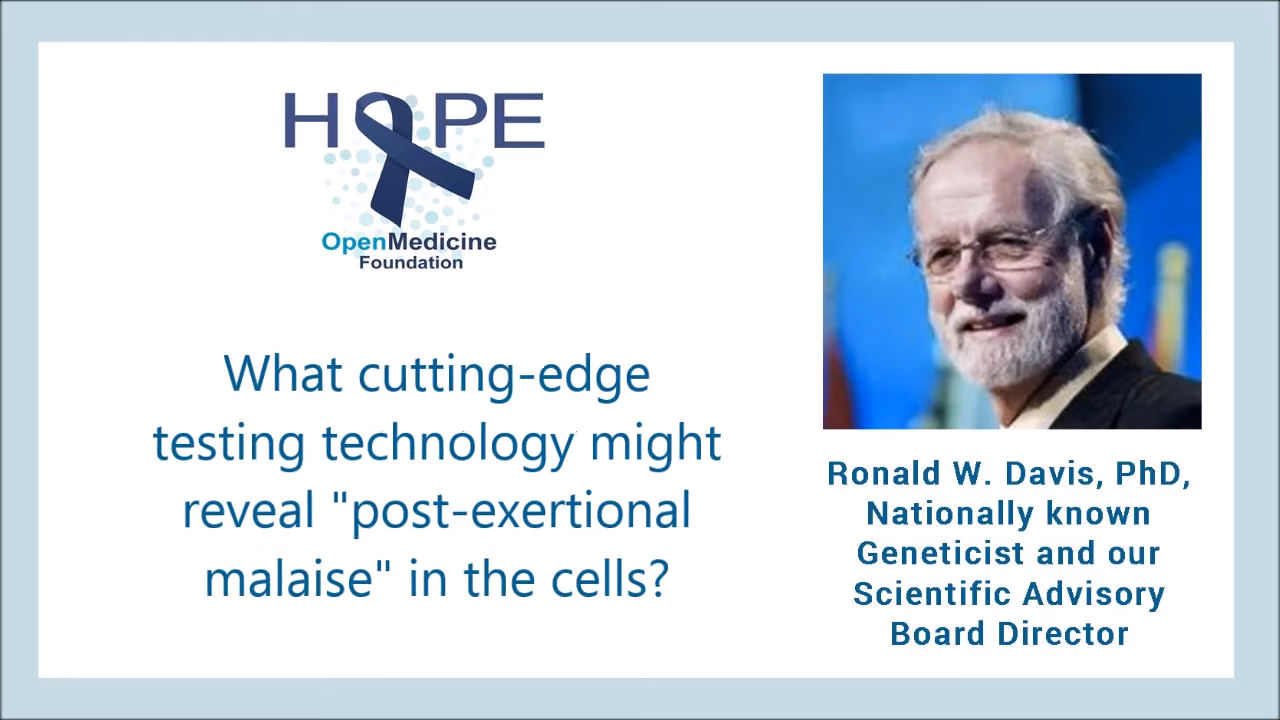 HOPE
OpenMedicine
Foundation
What cutting-edge
testing technology might
reveal "post-exertional
malaise" in the cells?
Ronald W. Davis, PhD,
Nationally known
Geneticist and our
Scientific Advisory
Board Director